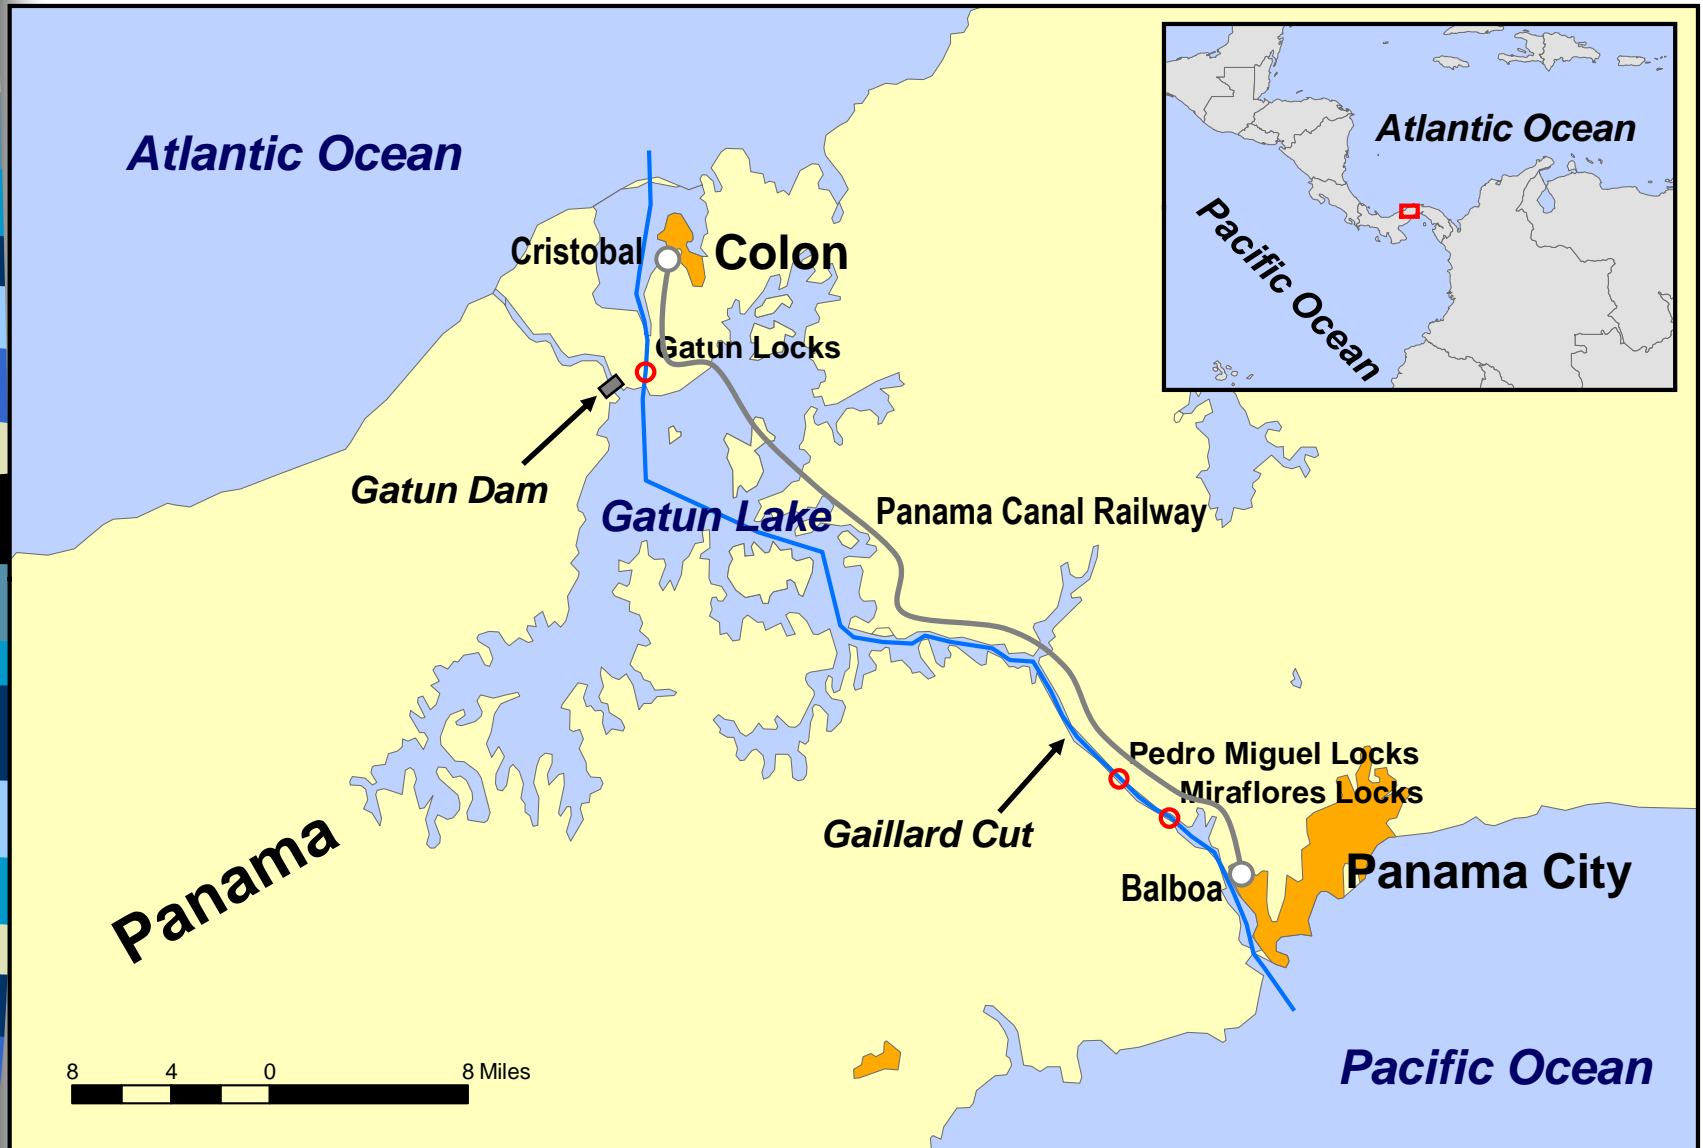 Atlantic Ocean
Atlantic Ocean
Pacific Ocean
Cristobal
Colon
Gatun Locks
Gatun Dam
Gatun Lake
Panama Canal Railway
Pedro Miguel Locks
Miraflores Locks
Gaillard Cut
Panama
Balboa
Panama City
Pacific Ocean
8 4 0 8 Miles